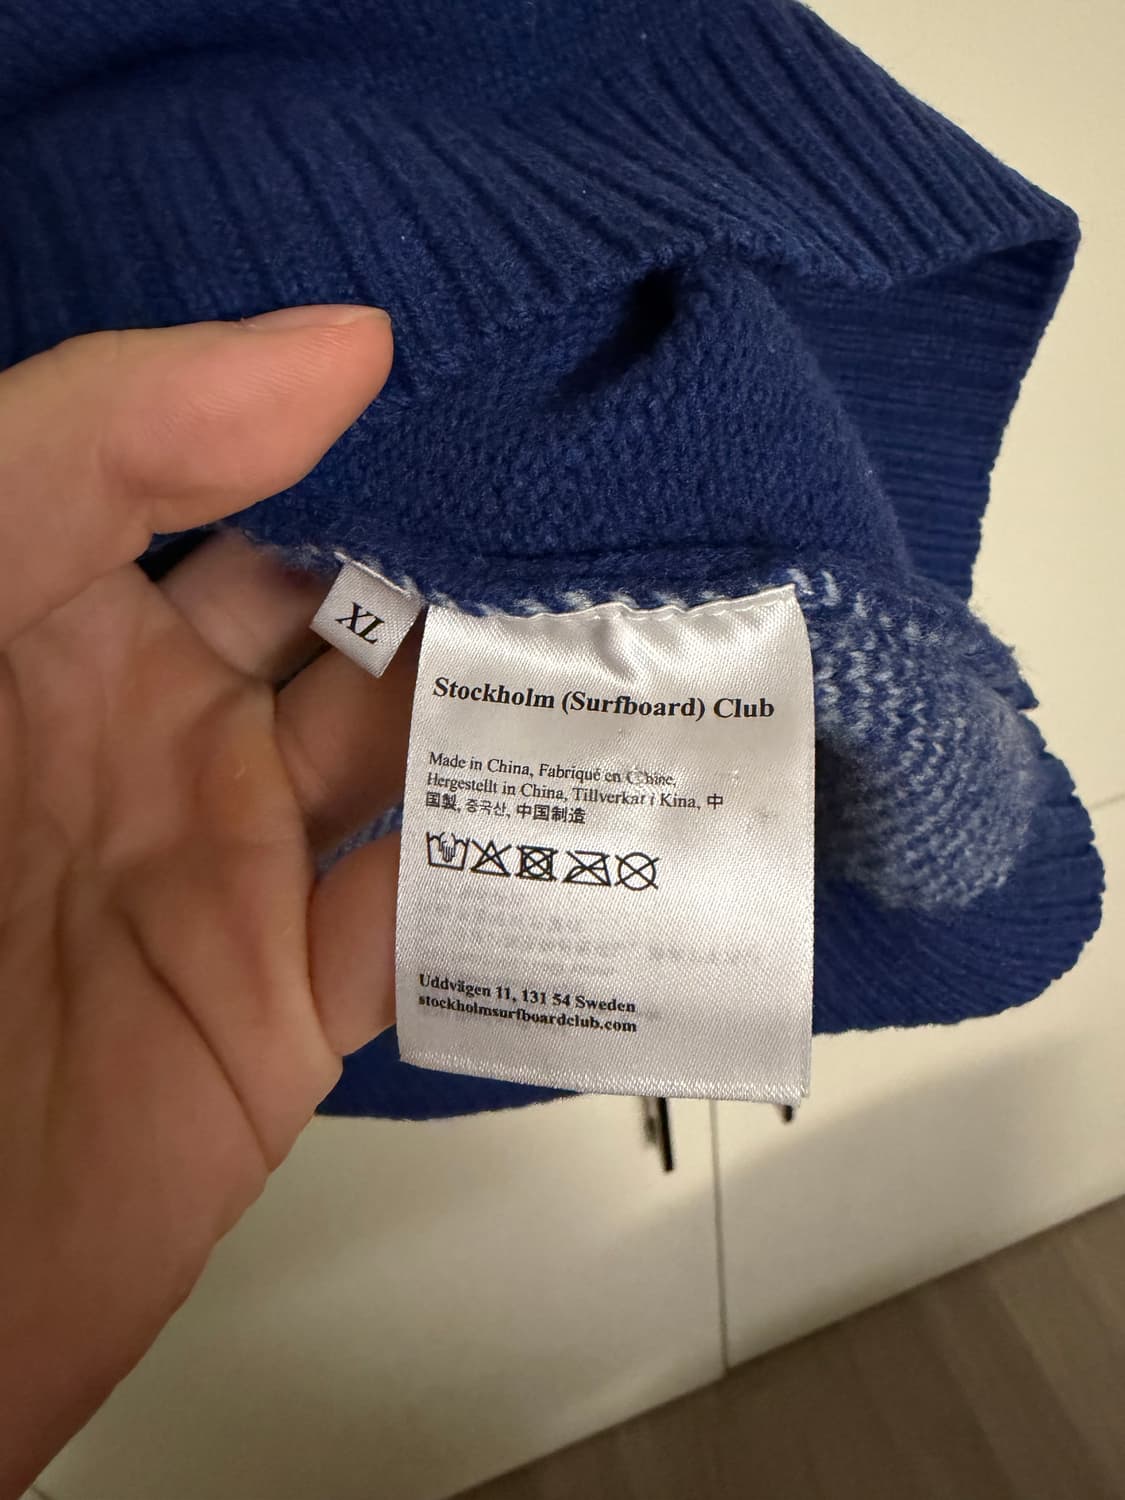 XL
Stockholm (Surfboard) Club
Made in China, Fabriqué en Chine,
Hergestellt in China, Tillverkat i Kina, 中
国製, 중국산, 中国制造
Uddvägen 11, 131 54 Sweden
stockholmsurfboardclub.com